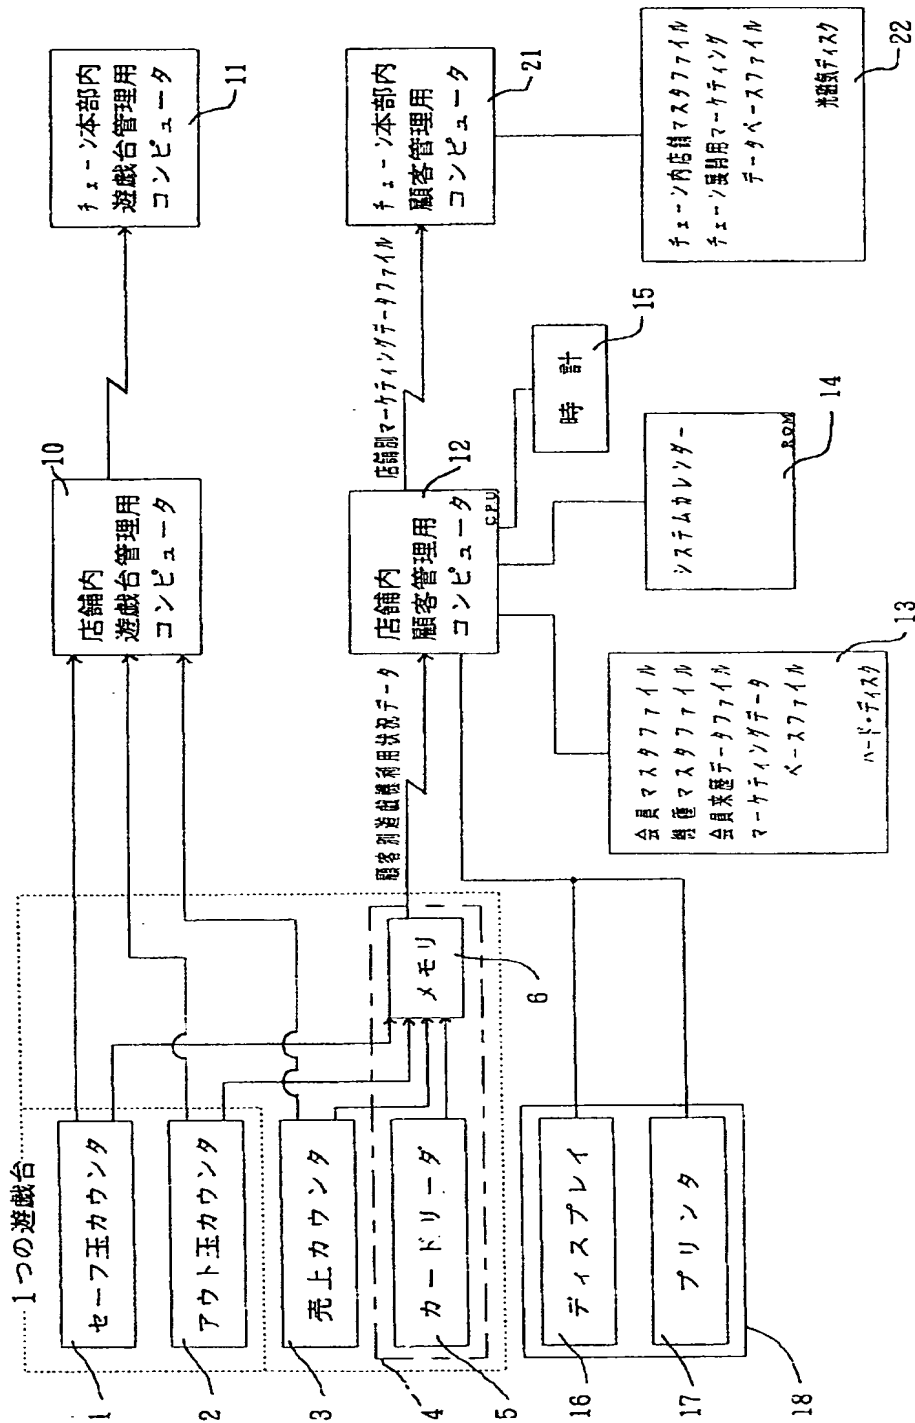 1つの遊戯台
セーフ玉カウンタ
1
アウト玉カウンタ
2
売上カウンタ
3
4
カードリーダ
5
メモリ
6
ディスプレイ
16
プリンタ
17
18
店舗内
遊戯台管理用
コンピュータ
10
チェーン本部内
遊戯台管理用
コンピュータ
11
顧客別遊戯機利用状況データ
店舗内
顧客管理用
コンピュータ
CPU
12
店舗別マーケティングデータファイル
チェーン本部内
顧客管理用
コンピュータ
21
会員マスタファイル
機種マスタファイル
会員来歴データファイル
マーケティングデータ
ベースファイル
ハード・ディスク
13
システムカレンダー
ROM
14
時計
15
チェーン内店舗マスタファイル
チェーン展開用マーケティング
データベースファイル
光磁気ディスク
22